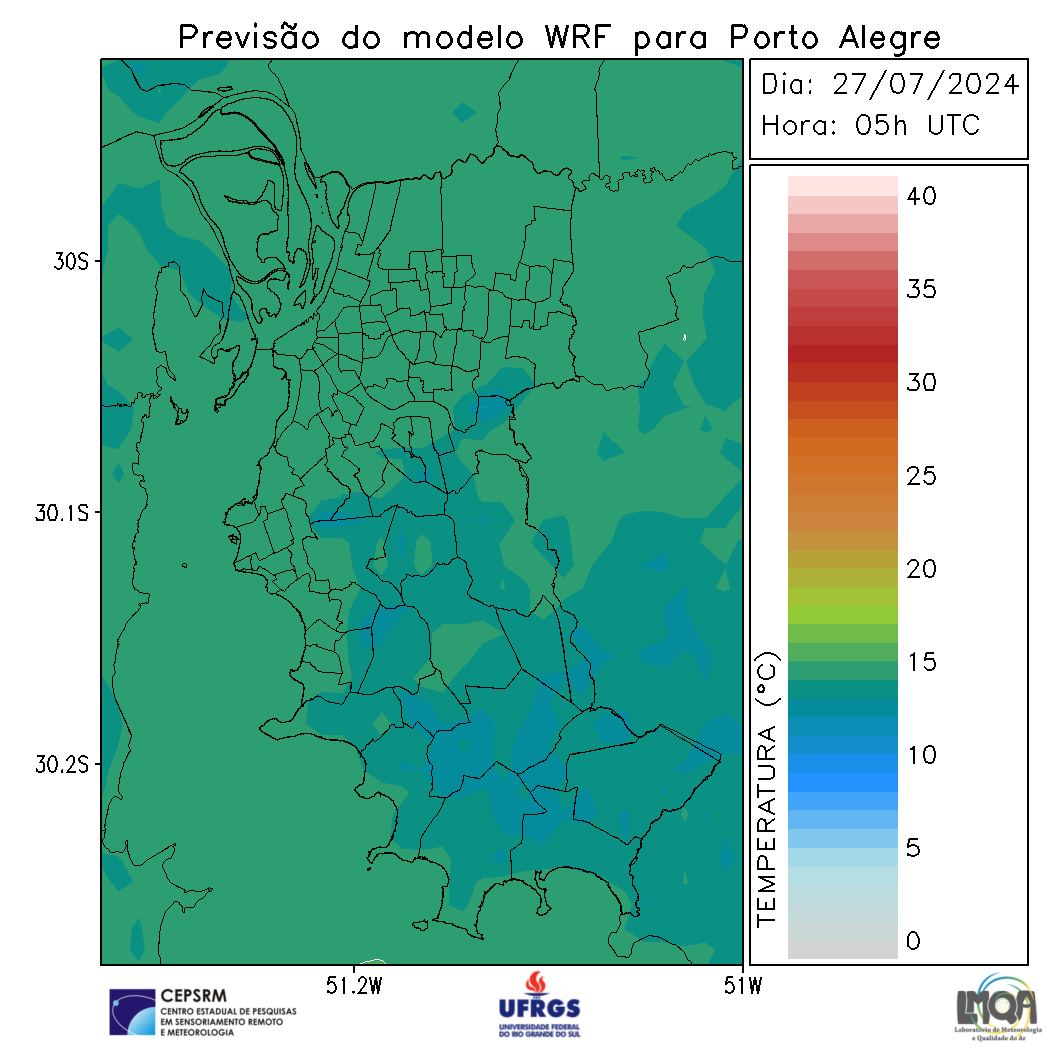 Previsão do modelo WRF para Porto Alegre
Dia: 27/07/2024
Hora: 05h UTC
40
35
30
25
20
15
10
5
0
TEMPERATURA (°C)
30S
30.1S
30.2S
51.2W
51W
CEPSRM
CENTRO ESTADUAL DE PESQUISAS
EM SENSORIAMENTO REMOTO
E METEOROLOGIA
UFRGS
UNIVERSIDADE FEDERAL
DO RIO GRANDE DO SUL
LMQA
Laboratório de Meteorologia
e Qualidade do Ar